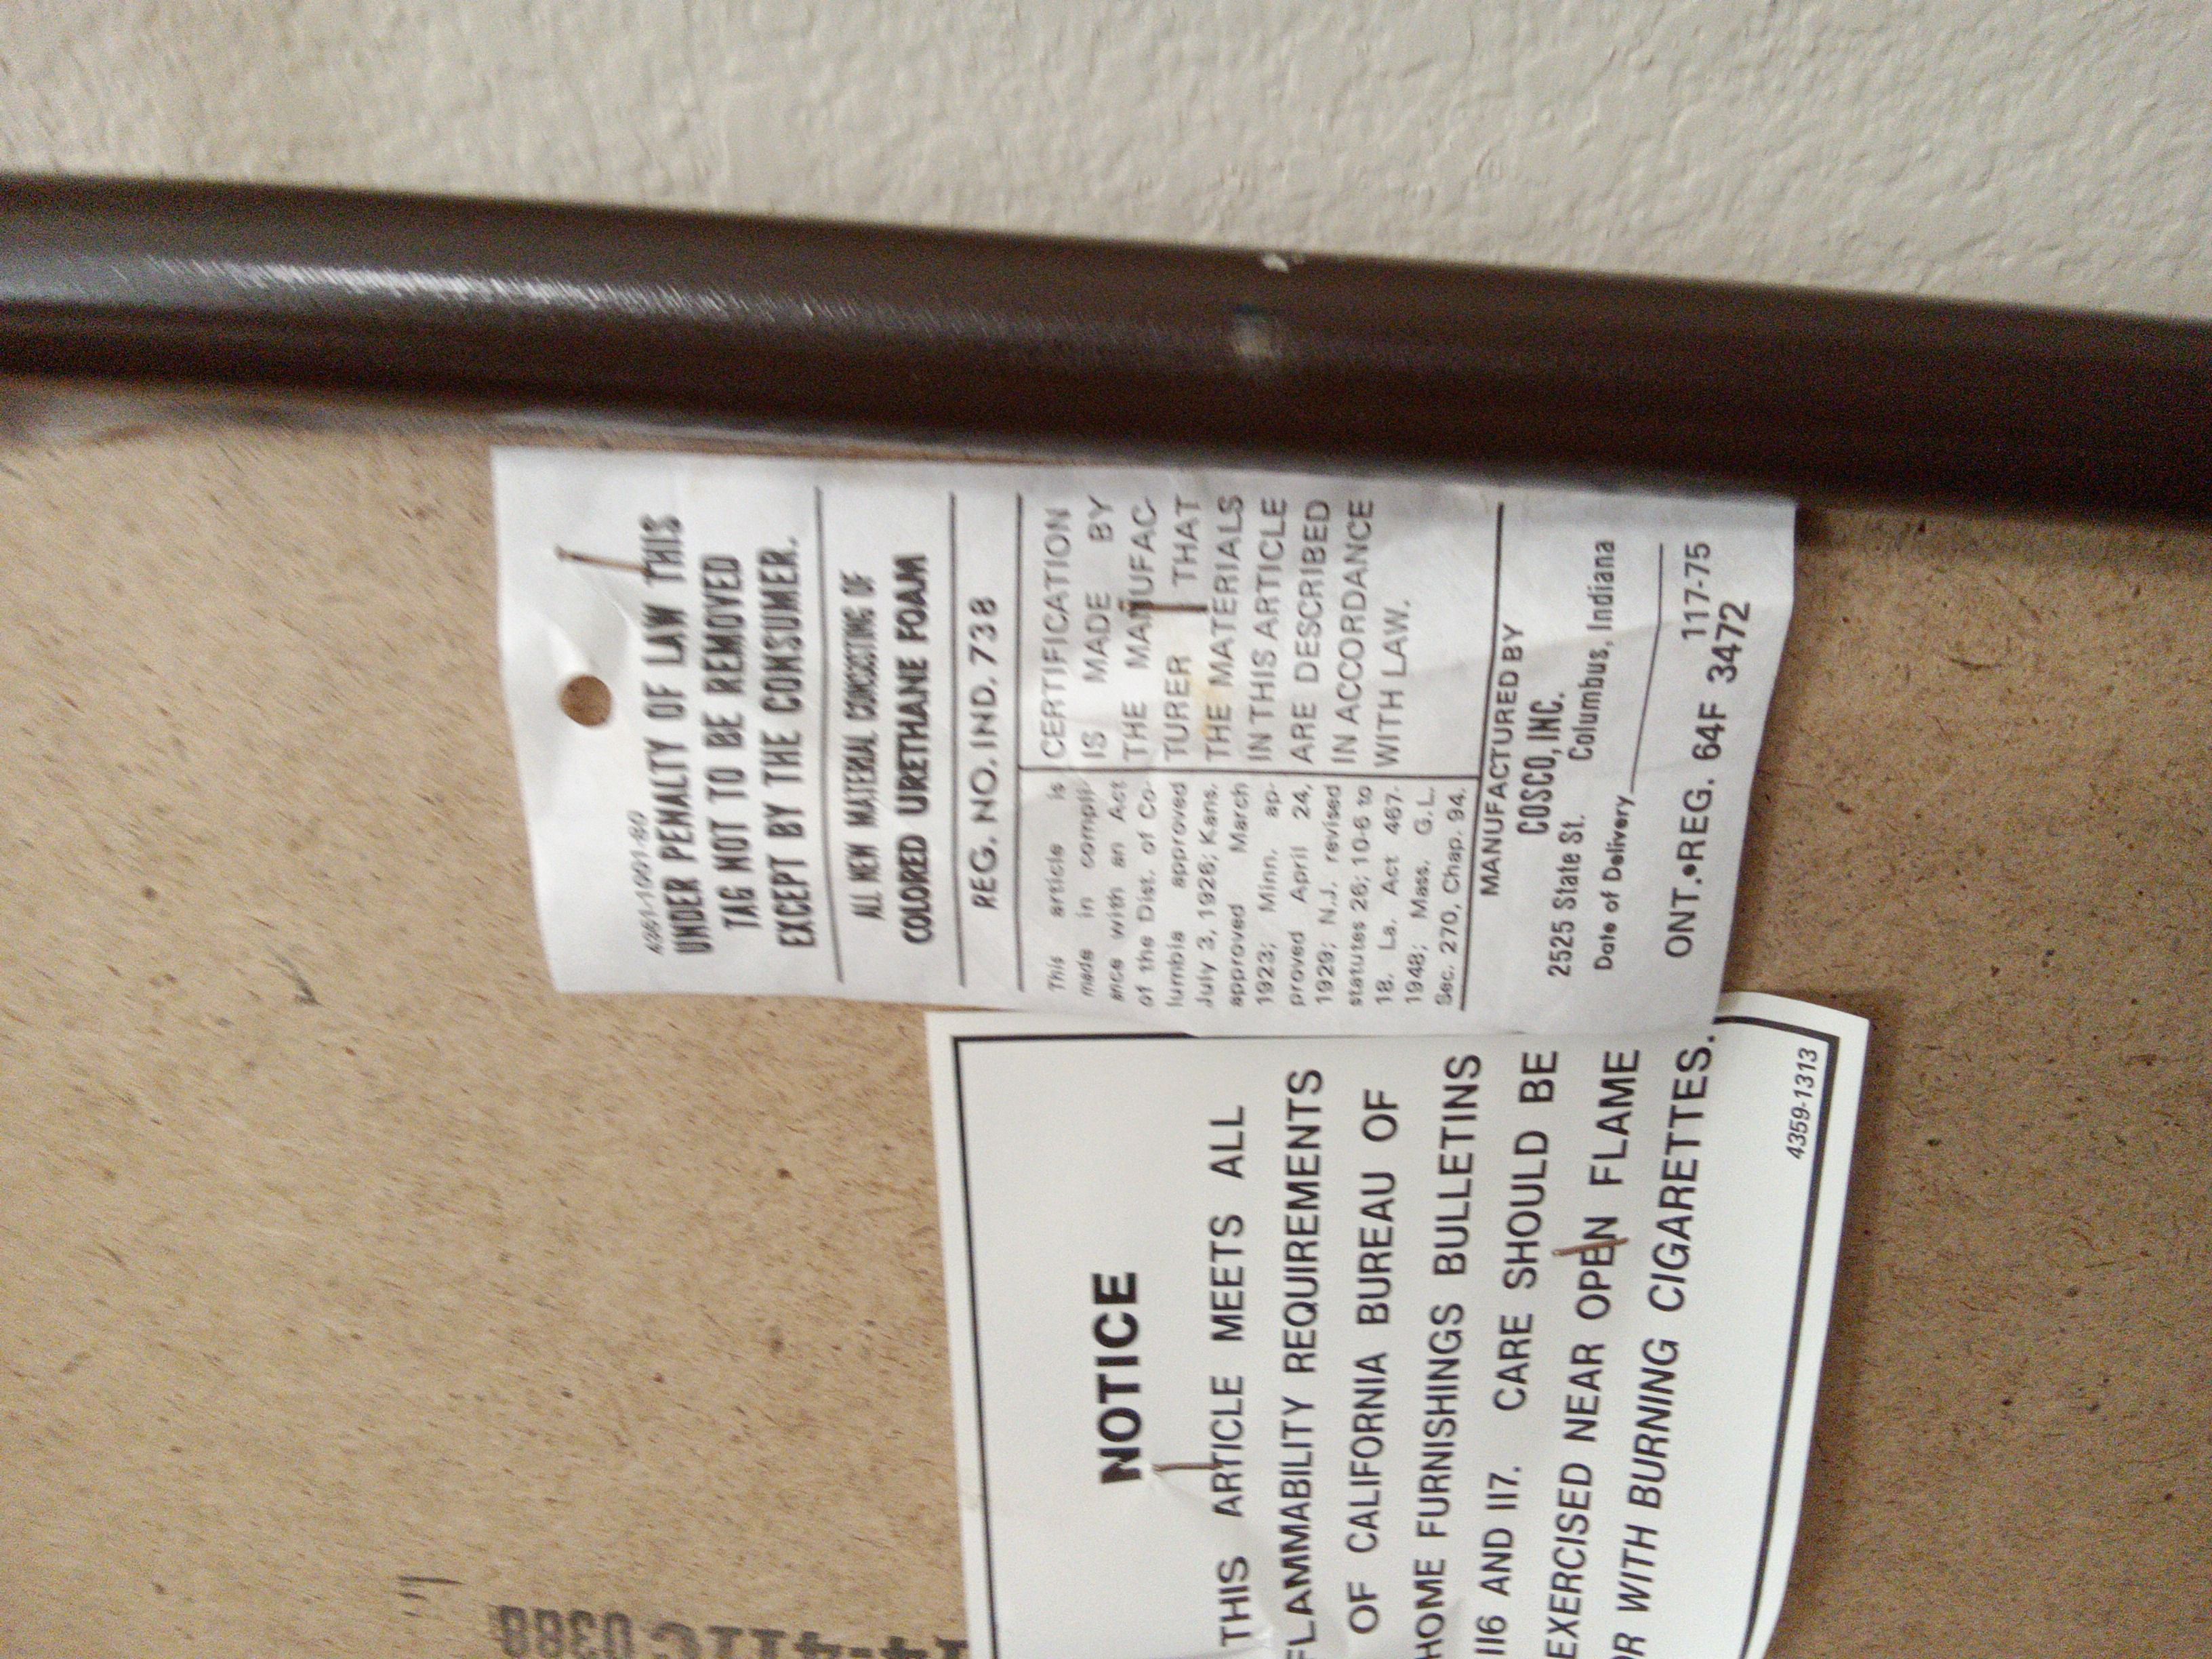 4361-1001-80
UNDER PENALTY OF LAW THIS
TAG NOT TO BE REMOVED
EXCEPT BY THE CONSUMER.
ALL NEW MATERIAL CONSISTING OF
COLORED URETHANE FOAM
REG. NO. IND. 738
This article is
made in compli-
ance with an Act
of the Dist. of Co-
lumbia approved
July 3, 1926; Kans.
approved March
1923; Minn. ap-
proved April 24,
1929; N.J. revised
statutes 26; 10-6 to
18. La. Act 467-
1948; Mass. G.L.
Sec. 270, Chap. 94.
CERTIFICATION
IS MADE BY
THE MANUFAC-
TURER THAT
THE MATERIALS
IN THIS ARTICLE
ARE DESCRIBED
IN ACCORDANCE
WITH LAW.
MANUFACTURED BY
COSCO, INC.
2525 State St. Columbus, Indiana
Date of Delivery
117-75
ONT.•REG. 64F 3472
NOTICE
THIS ARTICLE MEETS ALL
FLAMMABILITY REQUIREMENTS
OF CALIFORNIA BUREAU OF
HOME FURNISHINGS BULLETINS
116 AND 117. CARE SHOULD BE
EXERCISED NEAR OPEN FLAME
OR WITH BURNING CIGARETTES.
4359-1313
14-411C 0388